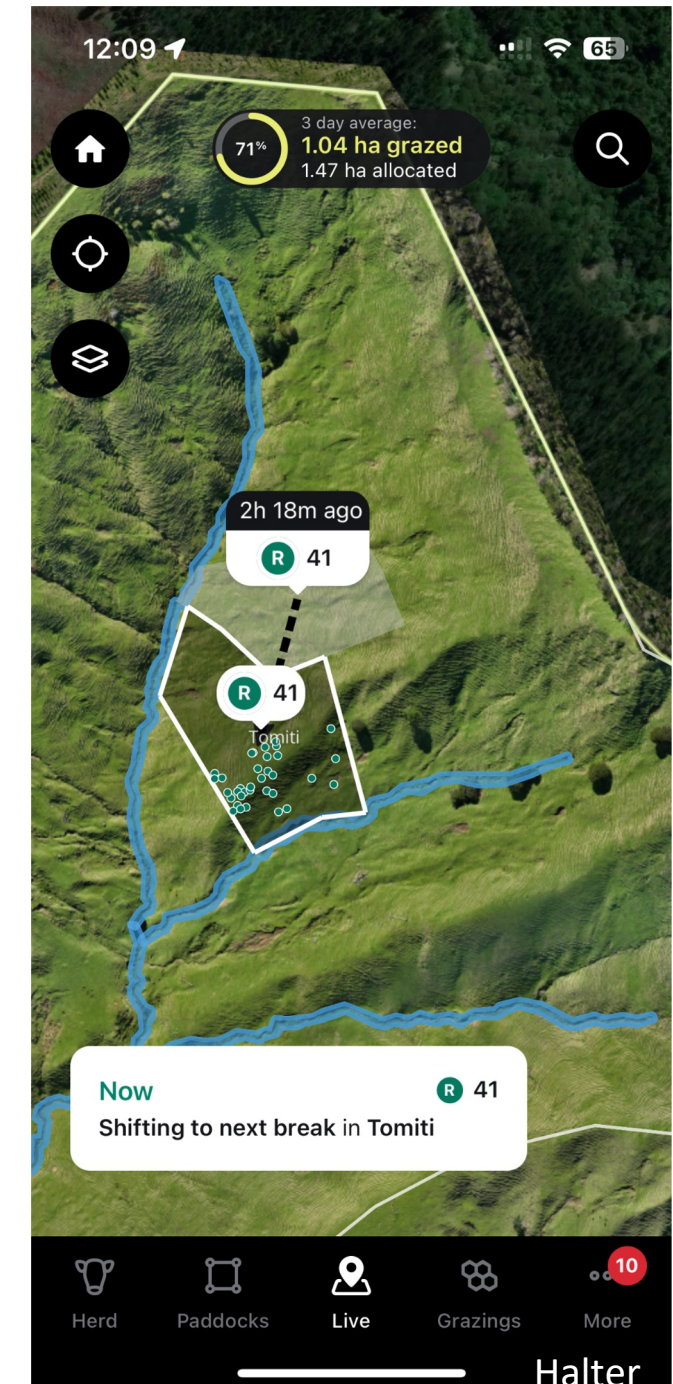 12:09
65
71%
3 day average:
1.04 ha grazed
1.47 ha allocated
2h 18m ago
R 41
R 41
Tomiti
Now
R 41
Shifting to next break in Tomiti
10
Herd
Paddocks
Live
Grazings
More
Halter